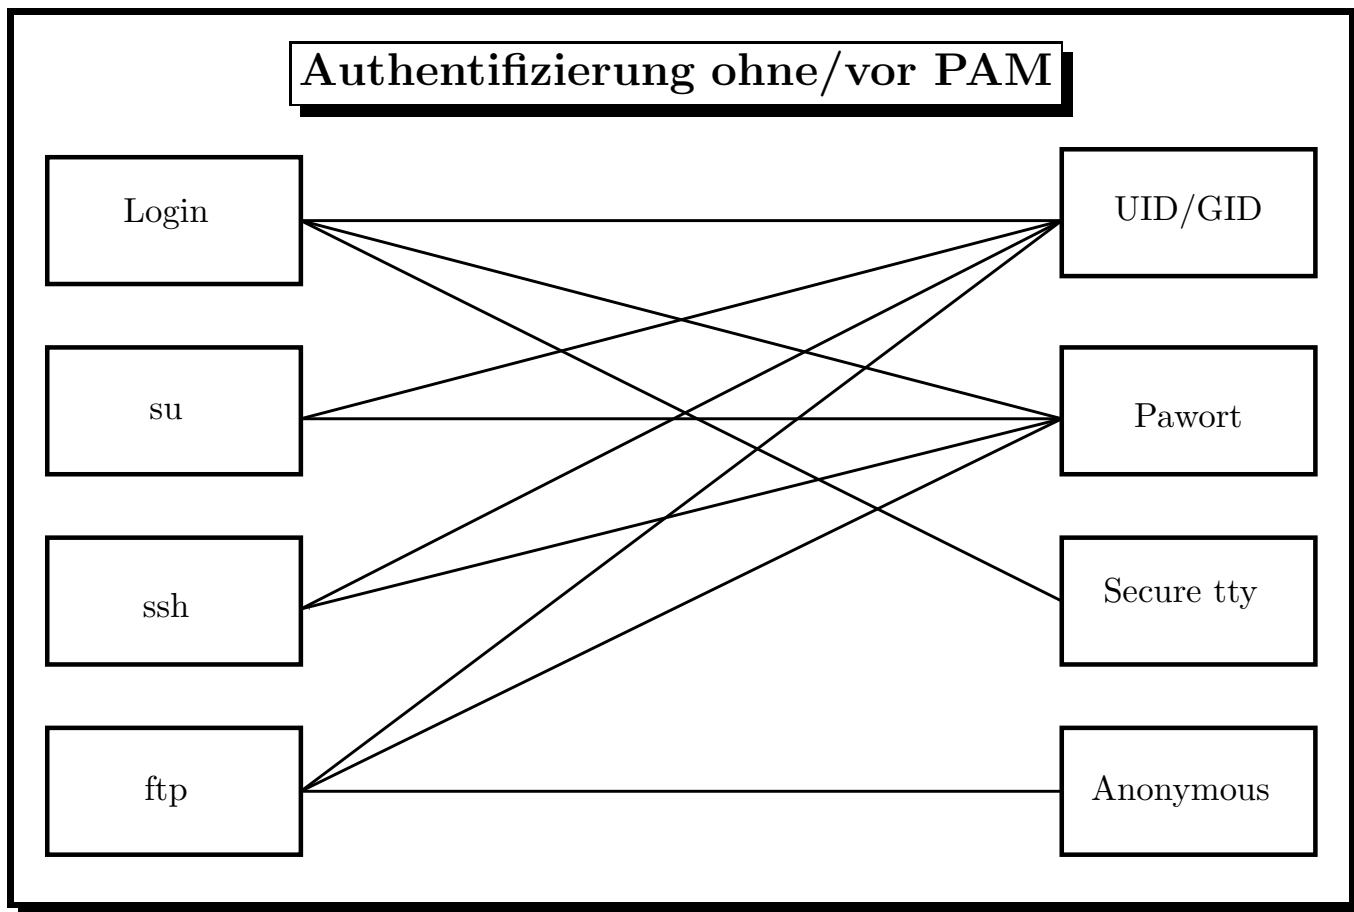 Authentifizierung ohne/vor PAM
Login
UID/GID
su
Pawort
ssh
Secure tty
ftp
Anonymous